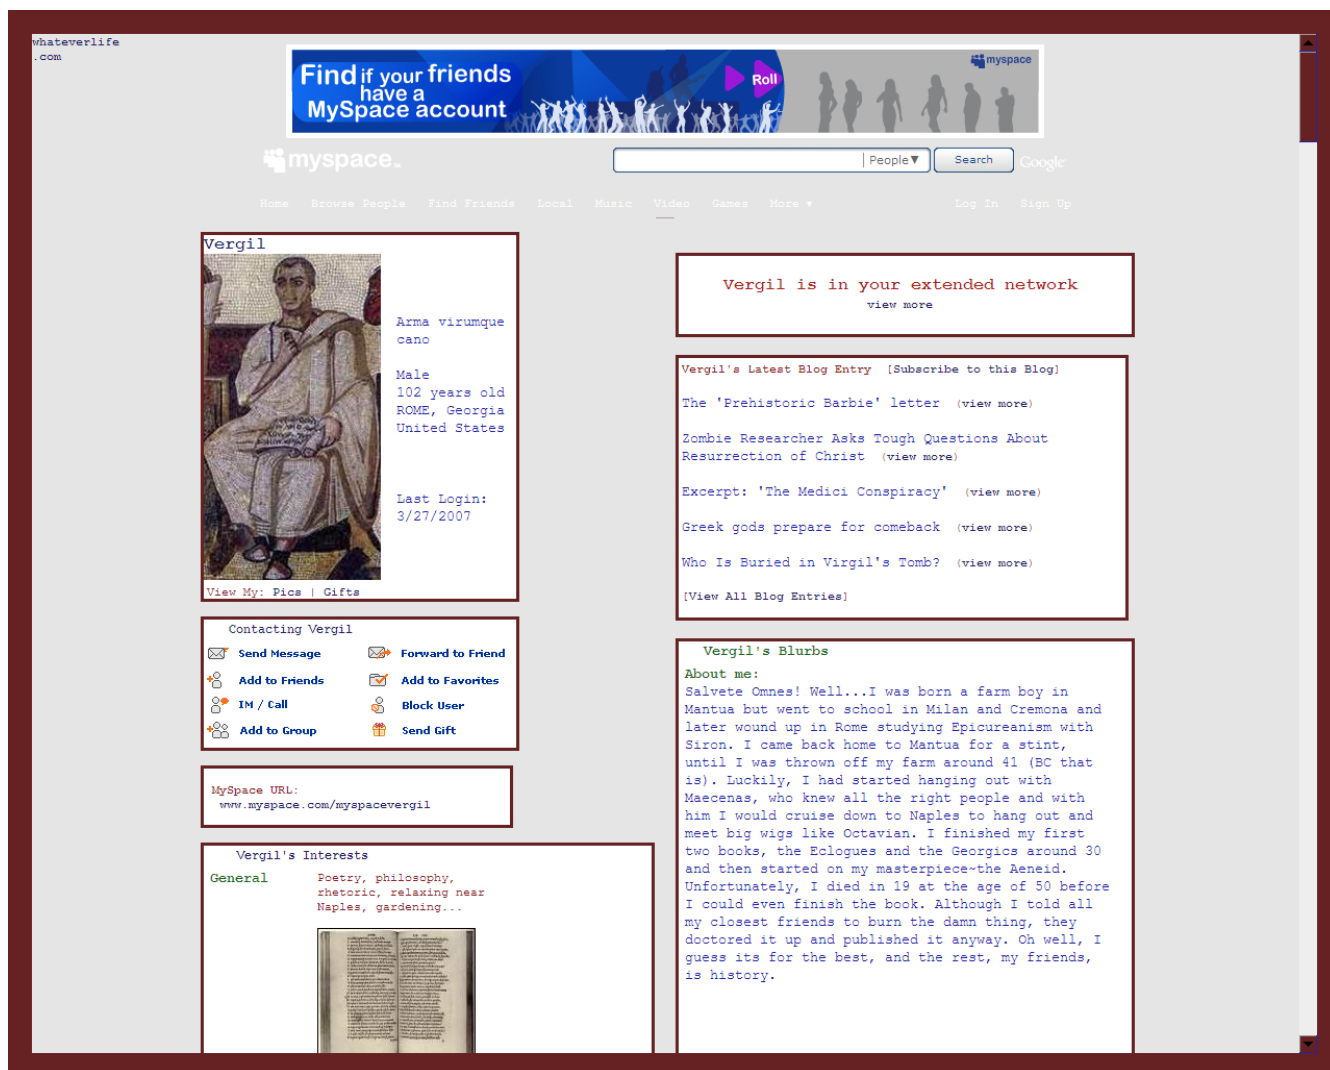 whateverlife
.com
Find if your friends
have a
MySpace account
Roll
myspace
myspace.
People▼
Search
Google
Home Browse People Find Friends Local Music Video Games More ▾ Log In Sign Up
Vergil
Arma virumque
cano
Male
102 years old
ROME, Georgia
United States
Last Login:
3/27/2007
View My: Pics | Gifts
Contacting Vergil
Send Message Forward to Friend
Add to Friends Add to Favorites
IM / Call Block User
Add to Group Send Gift
MySpace URL:
www.myspace.com/myspacevergil
Vergil's Interests
General
Poetry, philosophy,
rhetoric, relaxing near
Naples, gardening...
Vergil is in your extended network
view more
Vergil's Latest Blog Entry [Subscribe to this Blog]
The 'Prehistoric Barbie' letter (view more)
Zombie Researcher Asks Tough Questions About
Resurrection of Christ (view more)
Excerpt: 'The Medici Conspiracy' (view more)
Greek gods prepare for comeback (view more)
Who Is Buried in Virgil's Tomb? (view more)
[View All Blog Entries]
Vergil's Blurbs
About me:
Salvete Omnes! Well...I was born a farm boy in
Mantua but went to school in Milan and Cremona and
later wound up in Rome studying Epicureanism with
Siron. I came back home to Mantua for a stint,
until I was thrown off my farm around 41 (BC that
is). Luckily, I had started hanging out with
Maecenas, who knew all the right people and with
him I would cruise down to Naples to hang out and
meet big wigs like Octavian. I finished my first
two books, the Eclogues and the Georgics around 30
and then started on my masterpiece~the Aeneid.
Unfortunately, I died in 19 at the age of 50 before
I could even finish the book. Although I told all
my closest friends to burn the damn thing, they
doctored it up and published it anyway. Oh well, I
guess its for the best, and the rest, my friends,
is history.